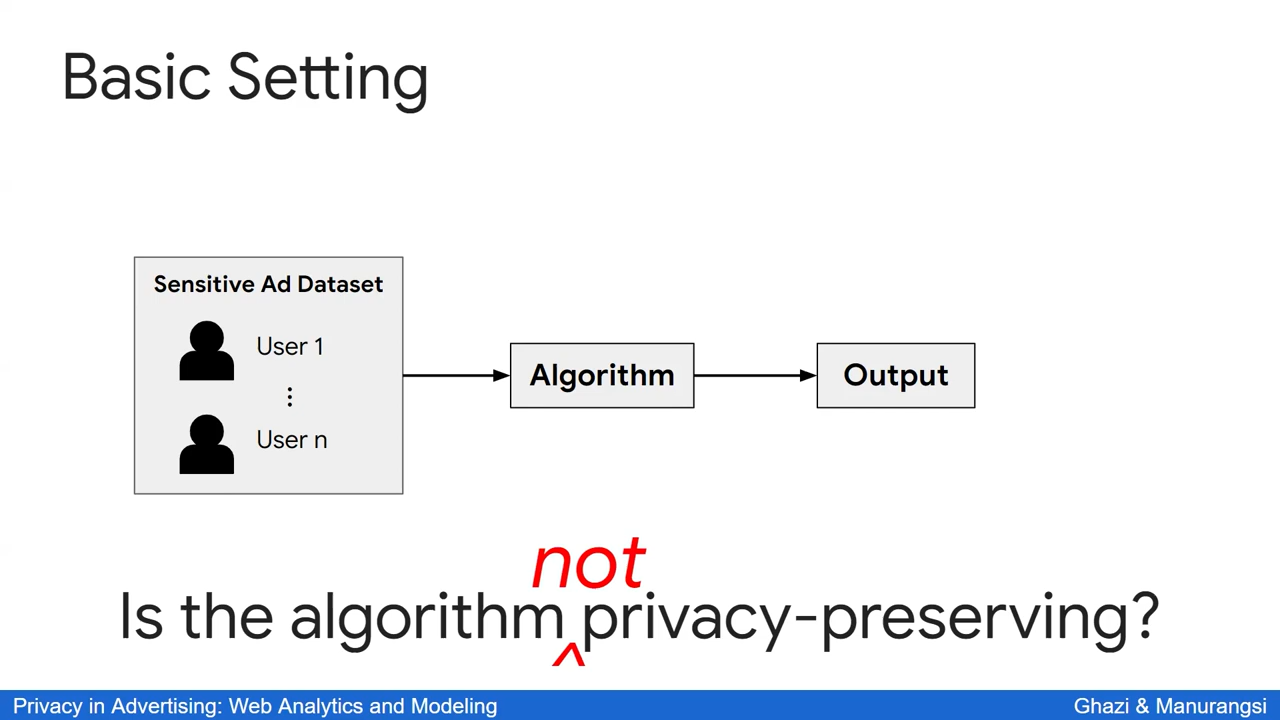 Basic Setting
Sensitive Ad Dataset
User 1
User n
Algorithm
Output
not
Is the algorithm privacy-preserving?
^
Privacy in Advertising: Web Analytics and Modeling
Ghazi & Manurangsi